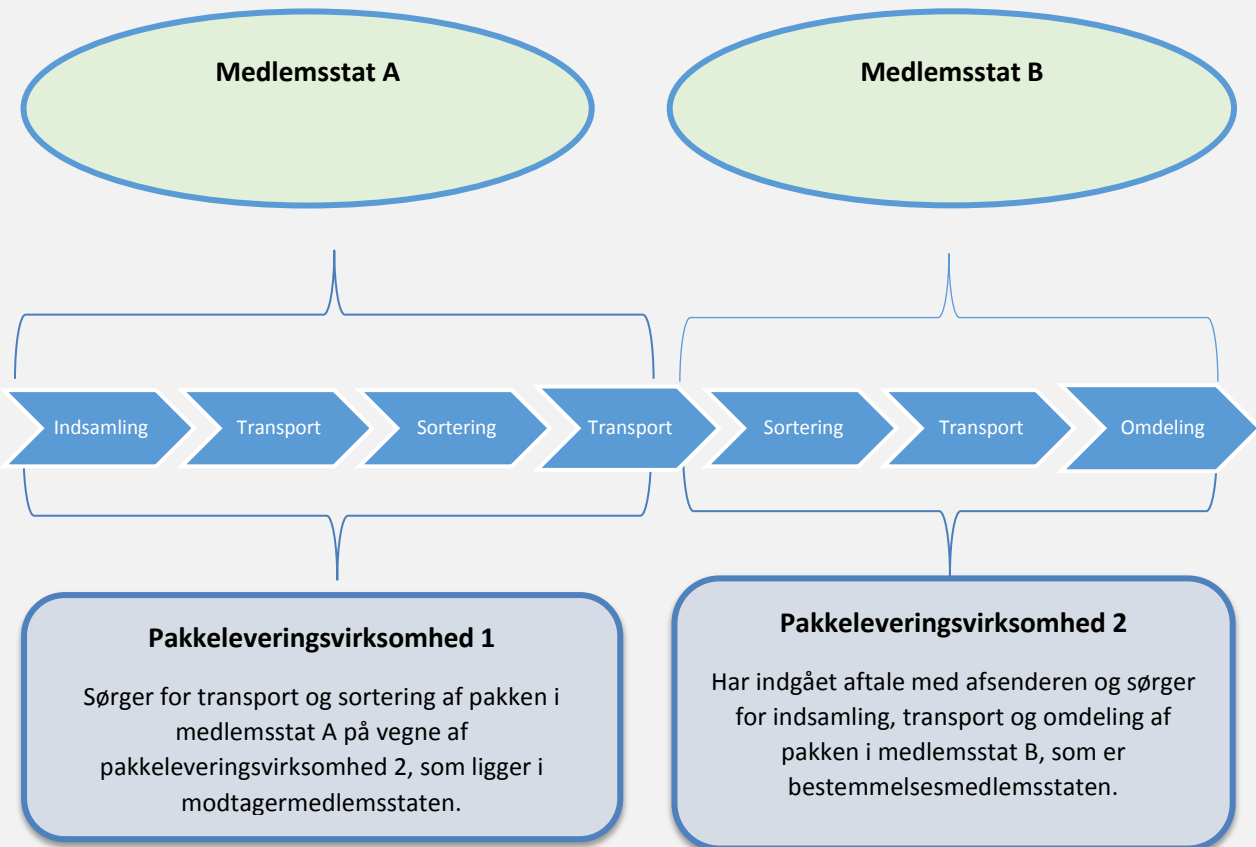 Medlemsstat A
Medlemsstat B
Indsamling
Transport
Sortering
Transport
Sortering
Transport
Omdeling
Pakkeleveringsvirksomhed 1
Sørger for transport og sortering af pakken i
medlemsstat A på vegne af
pakkeleveringsvirksomhed 2, som ligger i
modtagermedlemsstaten.
Pakkeleveringsvirksomhed 2
Har indgået aftale med afsenderen og sørger
for indsamling, transport og omdeling af
pakken i medlemsstat B, som er
bestemmelsesmedlemsstaten.